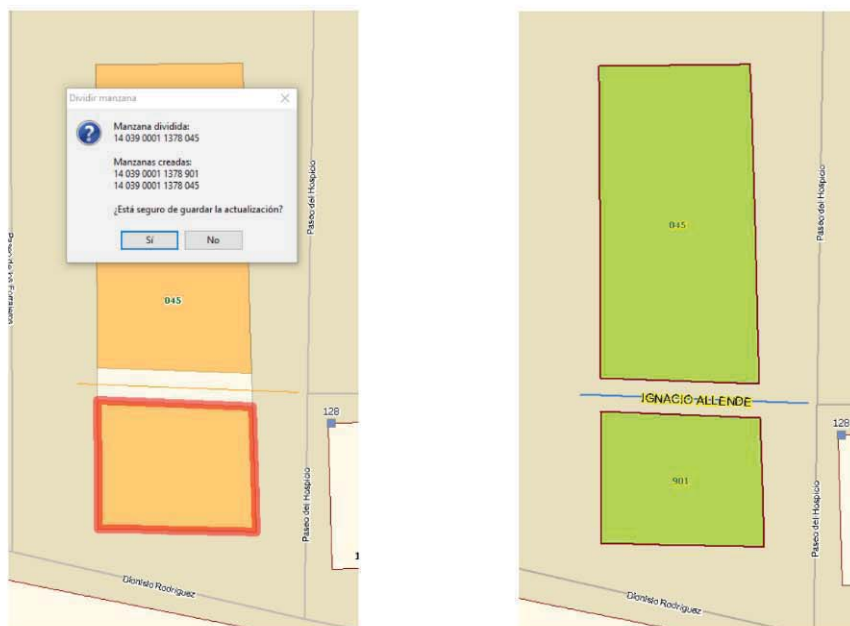 Dividir manzana
Manzana dividida:
14 039 0001 1378 045
Manzanas creadas:
14 039 0001 1378 901
14 039 0001 1378 045
¿Está seguro de guardar la actualización?
Sí
No
Paseo del Hospicio
045
128
Paseo del Hospicio
1
Dionisio Rodríguez
045
Paseo del Hospicio
IGNACIO ALLENDE
128
901
Paseo del Hospicio
Dionisio Rodríguez